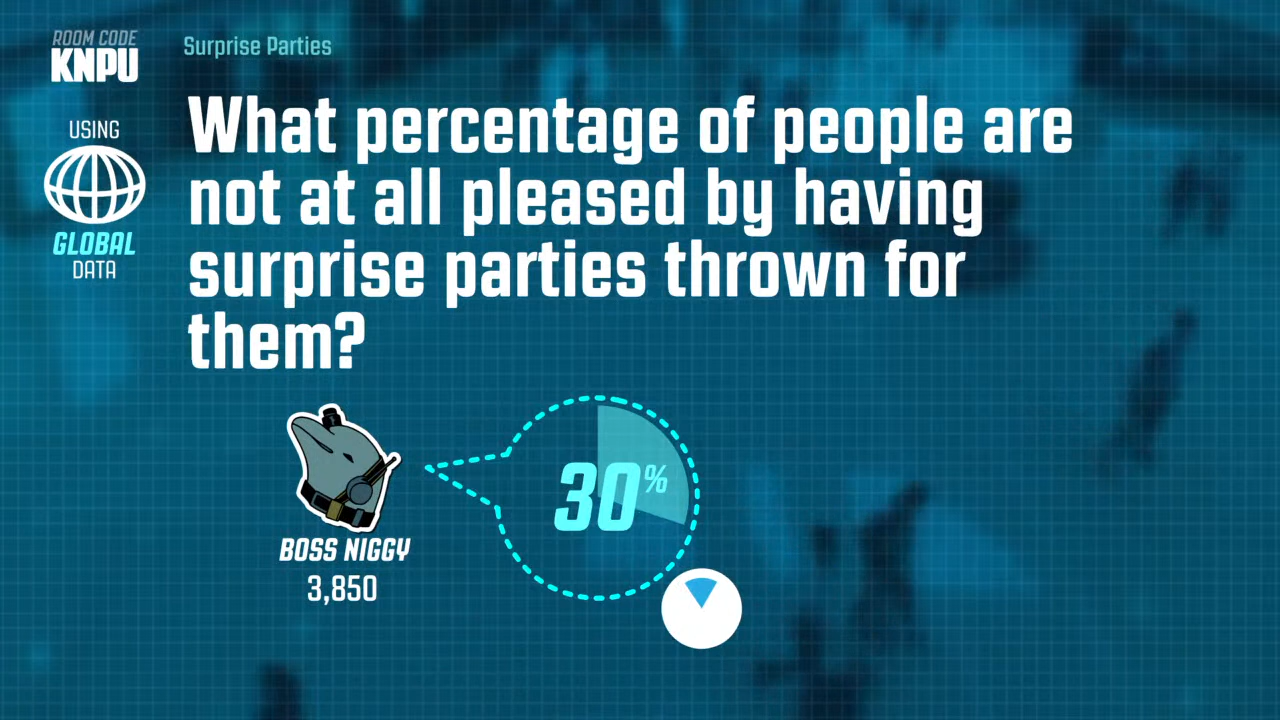 ROOM CODE
KNPU
Surprise Parties
USING
GLOBAL
DATA
What percentage of people are
not at all pleased by having
surprise parties thrown for
them?
30%
BOSS NIGGY
3,850